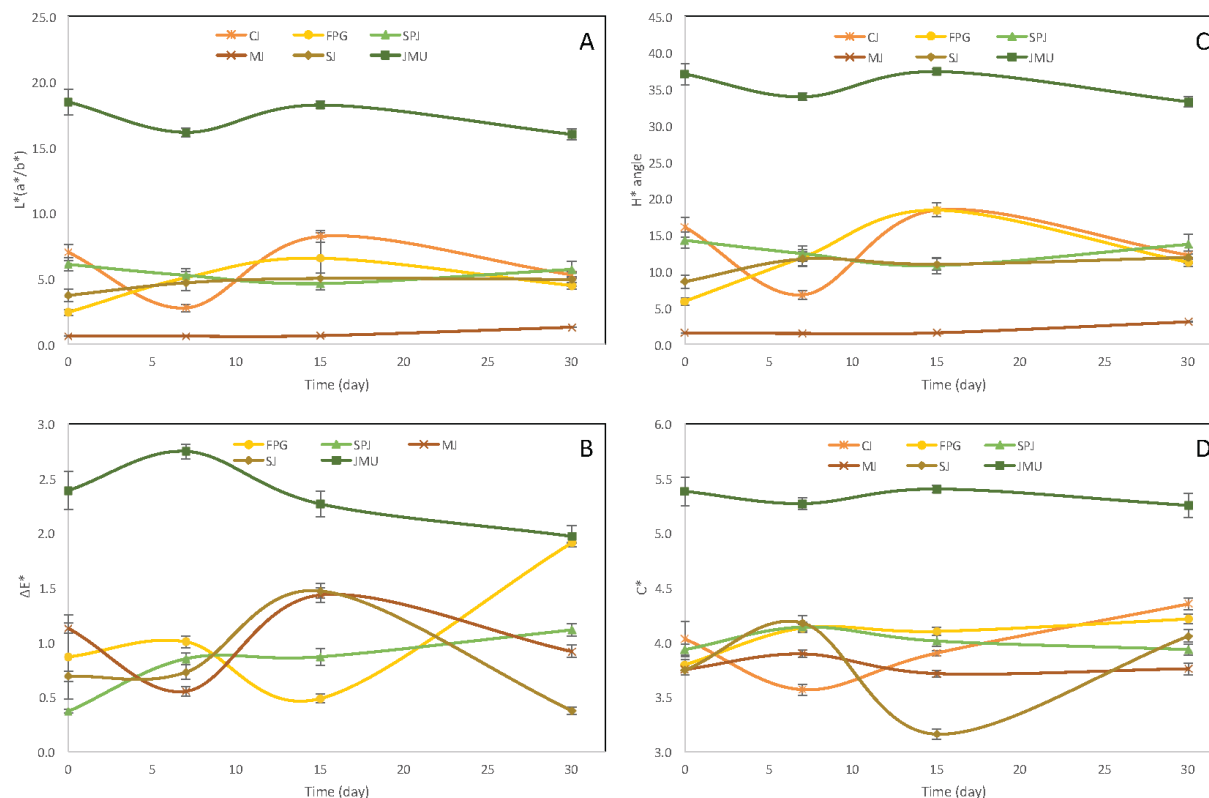 A
CJ FPG SPJ
MJ SJ JMU
L*(a*/b*)
25.0
20.0
15.0
10.0
5.0
0.0
0 5 10 15 20 25 30
Time (day)
C
CJ FPG SPJ
MJ SJ JMU
H* angle
45.0
40.0
35.0
30.0
25.0
20.0
15.0
10.0
5.0
0.0
0 5 10 15 20 25 30
Time (day)
B
FPG SPJ MJ
SJ JMU
ΔE*
3.0
2.5
2.0
1.5
1.0
0.5
0.0
0 5 10 15 20 25 30
Time (day)
D
CJ FPG SPJ
MJ SJ JMU
C*
6.0
5.5
5.0
4.5
4.0
3.5
3.0
0 5 10 15 20 25 30
Time (day)